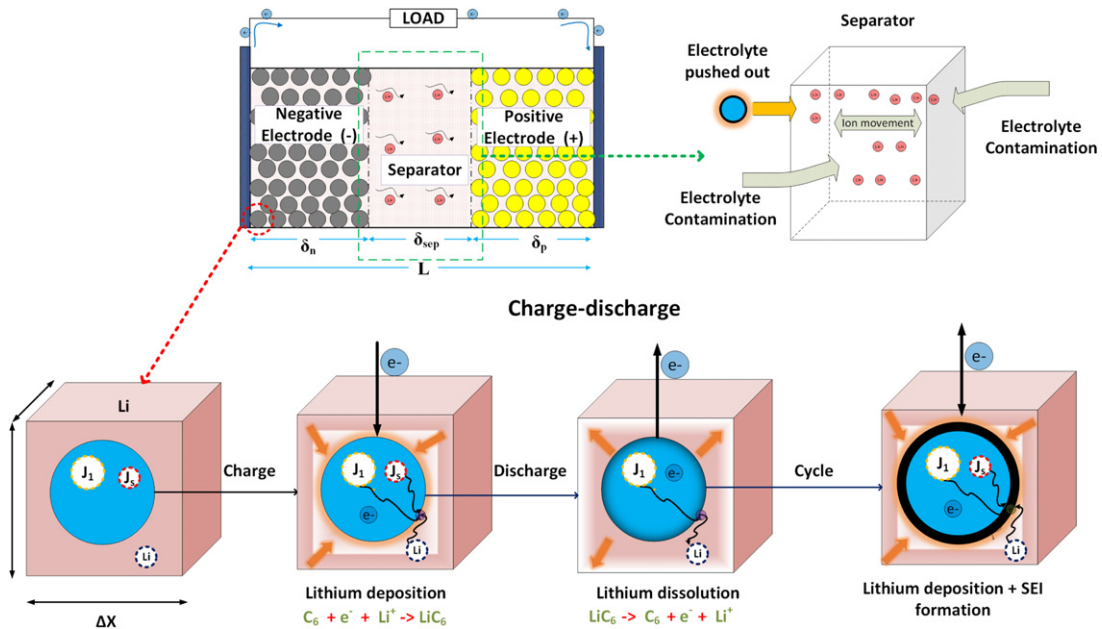 LOAD
Negative
Electrode (-)
Positive
Electrode (+)
Separator
δn
δsep
δp
L
Separator
Electrolyte
pushed out
Ion movement
Electrolyte
Contamination
Electrolyte
Contamination
Charge-discharge
Li
J1
Js
Li
ΔX
Charge
e-
J1
Js
e-
Li
Lithium deposition
C6 + e- + Li+ -> LiC6
Discharge
e-
J1
e-
Li
Lithium dissolution
LiC6 -> C6 + e- + Li+
Cycle
e-
J1
Js
e-
Li
Lithium deposition + SEI
formation